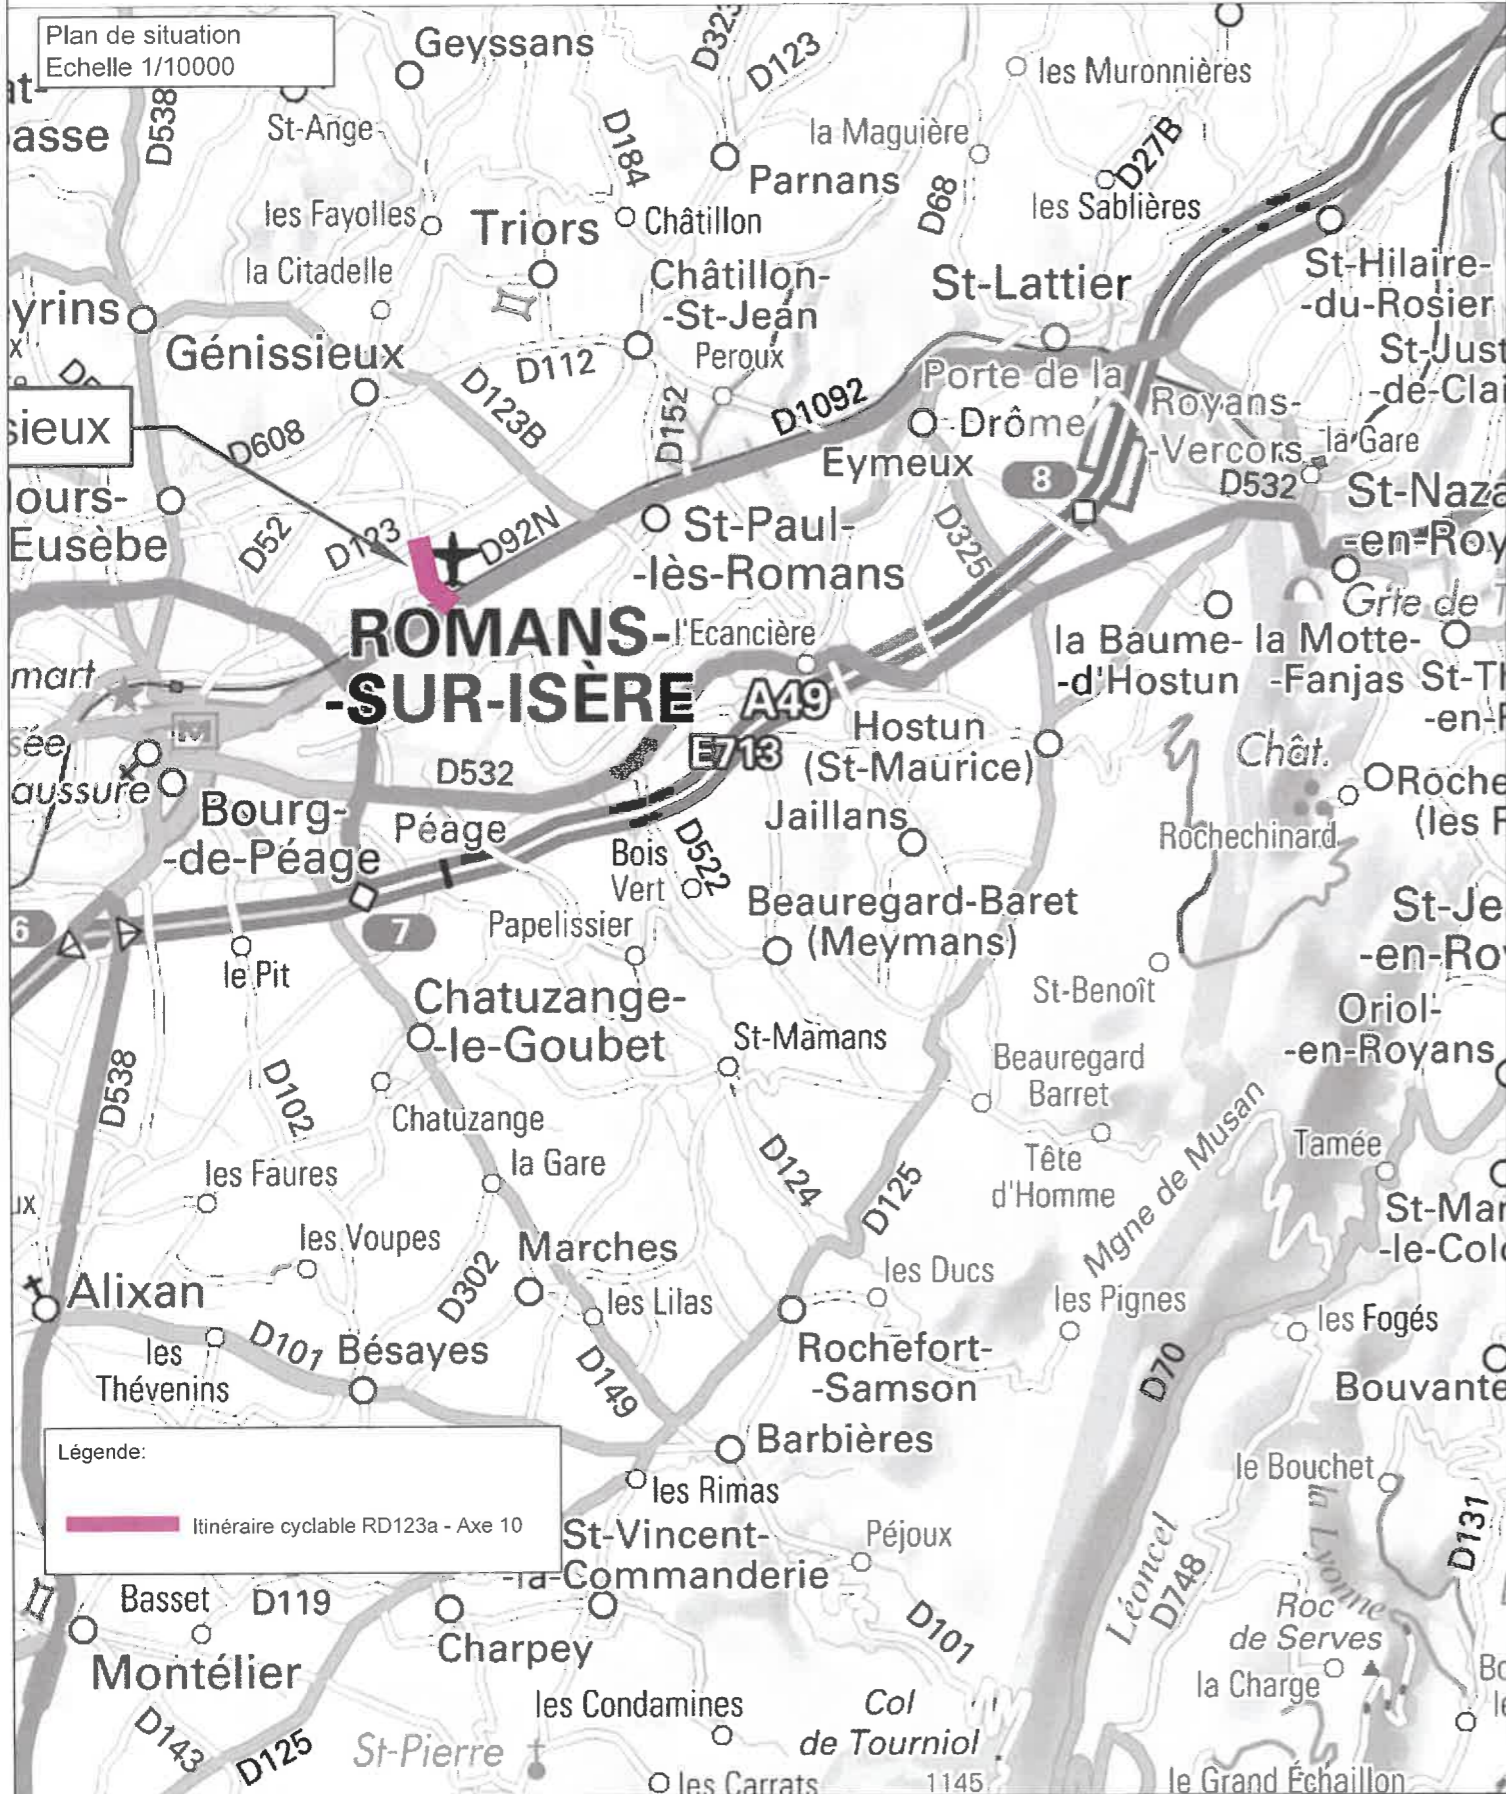 Plan de situation
Echelle 1/10000
Geyssans
D323
D123
les Muronnières
at-
asse
D538
St-Ange
D184
la Maguière
D27B
Parnans
D68
les Sablières
les Fayolles
Triors
Châtillon
la Citadelle
Châtillon-
-St-Jean
St-Lattier
St-Hilaire-
-du-Rosier
yrins
Génissieux
D112
Peroux
Porte de la
Drôme
St-Just
-de-Clai
D123B
D152
D1092
Royans-
-Vercors
la Gare
sieux
D608
Eymeux
8
D532
St-Naza
-en-Roy
ours-
Eusèbe
D52
D123
D92N
St-Paul-
-lès-Romans
D325
Grte de
ROMANS-
-SUR-ISÈRE
l'Ecancière
la Baume-
-d'Hostun
la Motte-
-Fanjas
St-Th
-en-R
mart
A49
E713
Hostun
(St-Maurice)
Chât.
sée
aussure
D532
Roche
(les
Bourg-
-de-Péage
Péage
Jaillans
Rochechinard
Bois
Vert
D522
Beauregard-Baret
(Meymans)
St-Je
-en-Ro
6
7
Papelissier
le Pit
St-Benoît
Chatuzange-
-le-Goubet
St-Mamans
Oriol-
-en-Royans
D538
D102
Beauregard
Barret
Chatuzange
Mgne de Musan
Tamée
les Faures
la Gare
D124
D125
Tête
d'Homme
ux
St-Mar
-le-Colo
les Voupes
Marches
D302
les Ducs
Alixan
les Lilas
les Pignes
les Fogés
les
Thévenins
D101
Bésayes
D149
Rochefort-
-Samson
D70
Bouvante
Légende:
Itinéraire cyclable RD123a - Axe 10
Barbières
les Rimas
le Bouchet
la Lyonne
D131
St-Vincent-
-la-Commanderie
Péjoux
Léoncel
D748
Basset
D119
Roc
de Serves
Charpey
D101
Montélier
la Charge
les Condamines
Col
de Tourniol
D143
D125
St-Pierre
les Carrats
1145
le Grand Échaillon